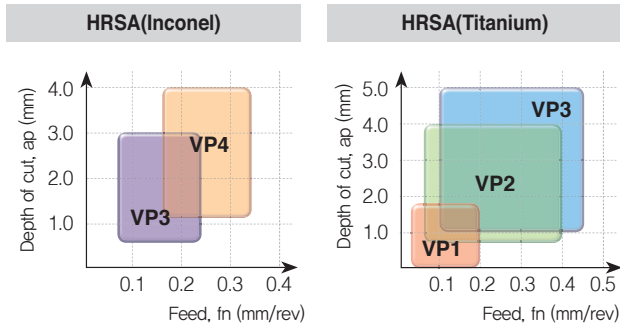 HRSA(Inconel)
Depth of cut, ap (mm)
4.0
3.0
2.0
1.0
VP4
VP3
0.1 0.2 0.3 0.4
Feed, fn (mm/rev)
HRSA(Titanium)
Depth of cut, ap (mm)
5.0
4.0
3.0
2.0
1.0
VP3
VP2
VP1
0.1 0.2 0.3 0.4 0.5
Feed, fn (mm/rev)